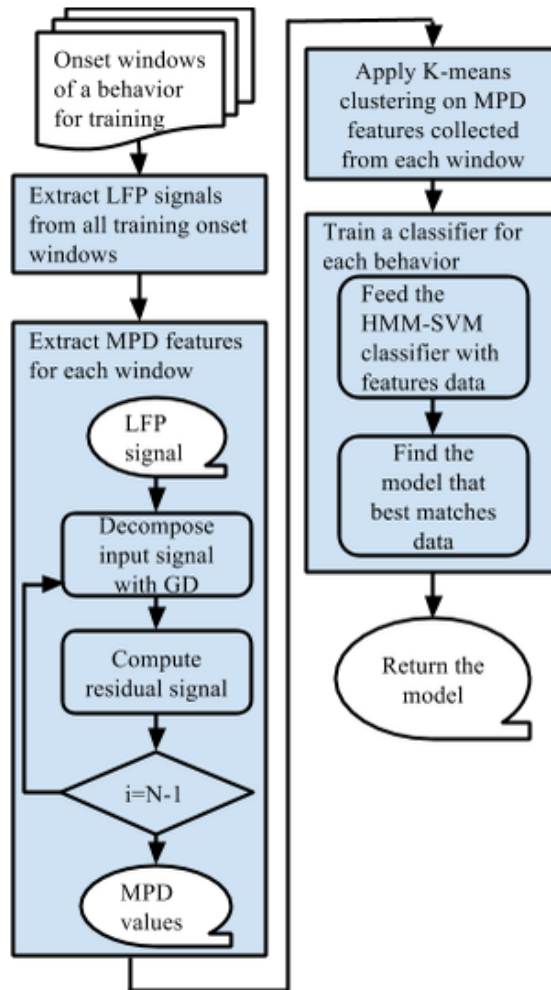 Onset windows
of a behavior
for training
Extract LFP signals
from all training onset
windows
Extract MPD features
for each window
LFP
signal
Decompose
input signal
with GD
Compute
residual signal
i=N-1
MPD
values
Apply K-means
clustering on MPD
features collected
from each window
Train a classifier for
each behavior
Feed the
HMM-SVM
classifier with
features data
Find the
model that
best matches
data
Return the
model